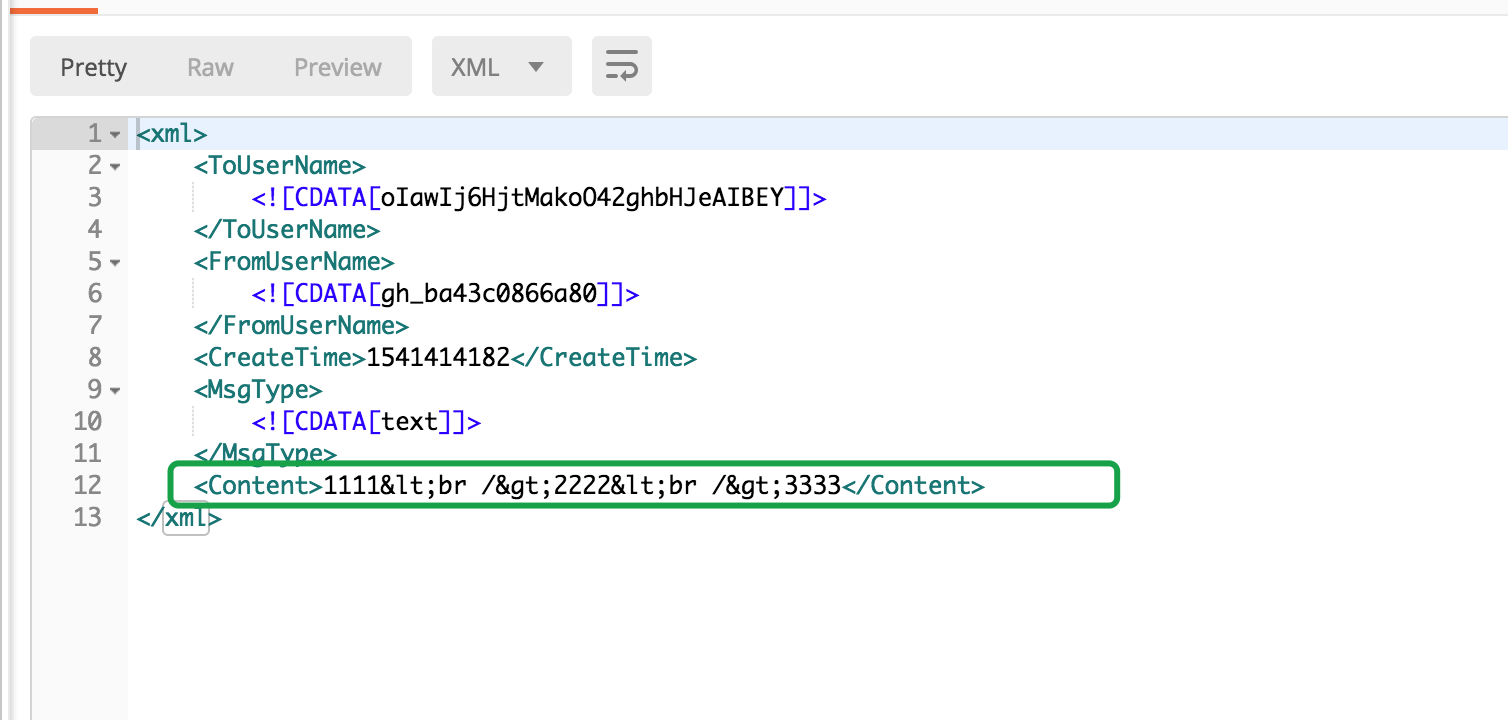 Pretty Raw Preview XML
1 <xml>
2 <ToUserName>
3 <![CDATA[oIawIj6HjtMakoO42ghbHJeAIBEY]]>
4 </ToUserName>
5 <FromUserName>
6 <![CDATA[gh_ba43c0866a80]]>
7 </FromUserName>
8 <CreateTime>1541414182</CreateTime>
9 <MsgType>
10 <![CDATA[text]]>
11 </MsgType>
12 <Content>1111&lt;br /&gt;2222&lt;br /&gt;3333</Content>
13 </xml>